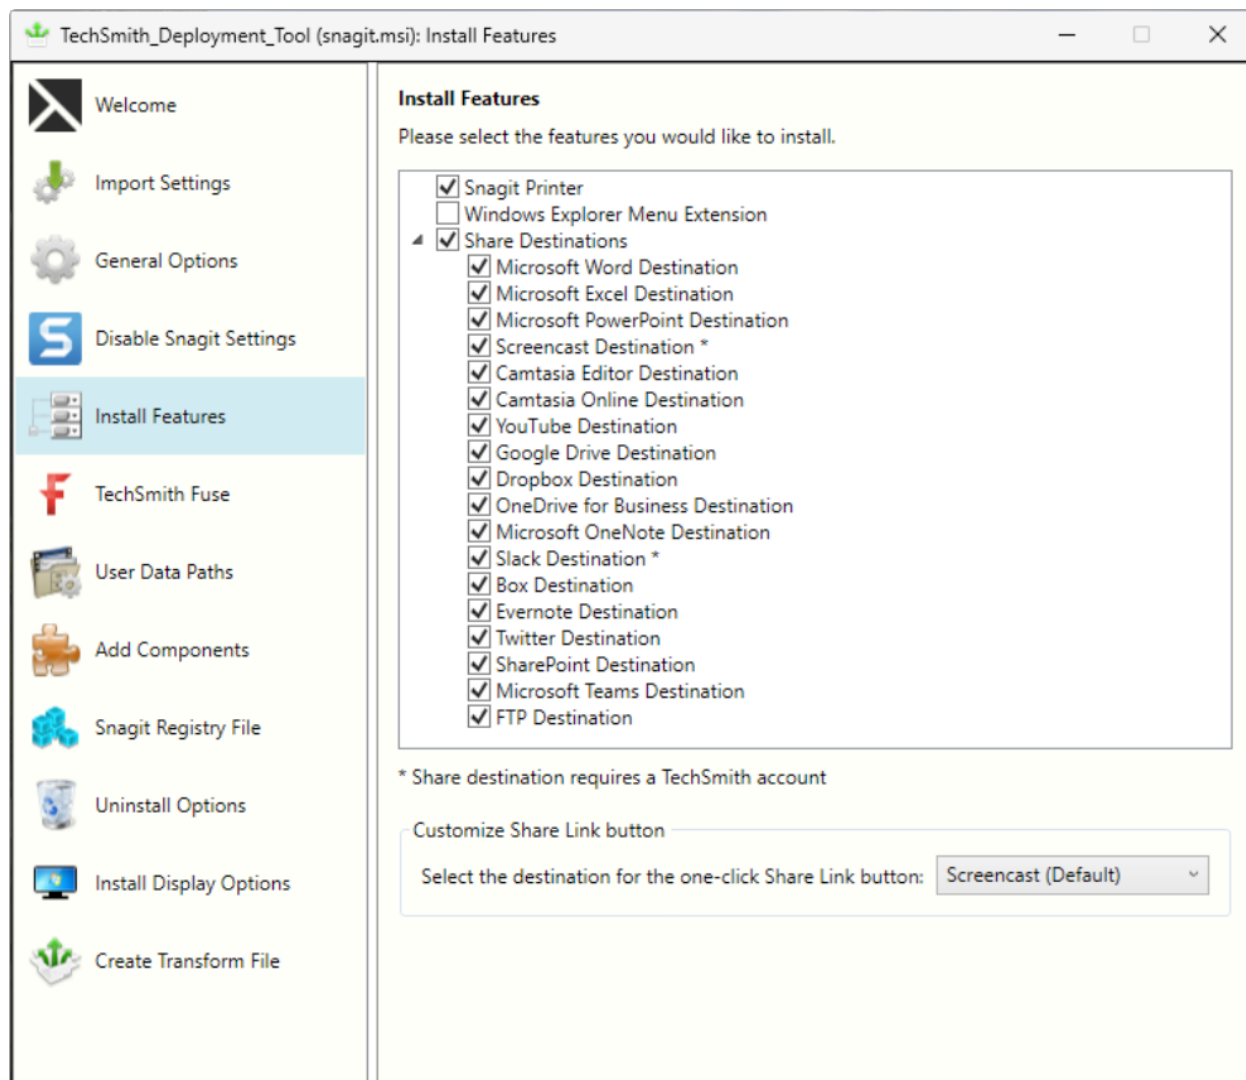 TechSmith_Deployment_Tool (snagit.msi): Install Features
Welcome
Import Settings
General Options
Disable Snagit Settings
Install Features
TechSmith Fuse
User Data Paths
Add Components
Snagit Registry File
Uninstall Options
Install Display Options
Create Transform File
Install Features
Please select the features you would like to install.
Snagit Printer
Windows Explorer Menu Extension
Share Destinations
Microsoft Word Destination
Microsoft Excel Destination
Microsoft PowerPoint Destination
Screencast Destination *
Camtasia Editor Destination
Camtasia Online Destination
YouTube Destination
Google Drive Destination
Dropbox Destination
OneDrive for Business Destination
Microsoft OneNote Destination
Slack Destination *
Box Destination
Evernote Destination
Twitter Destination
SharePoint Destination
Microsoft Teams Destination
FTP Destination
* Share destination requires a TechSmith account
Customize Share Link button
Select the destination for the one-click Share Link button: Screencast (Default)